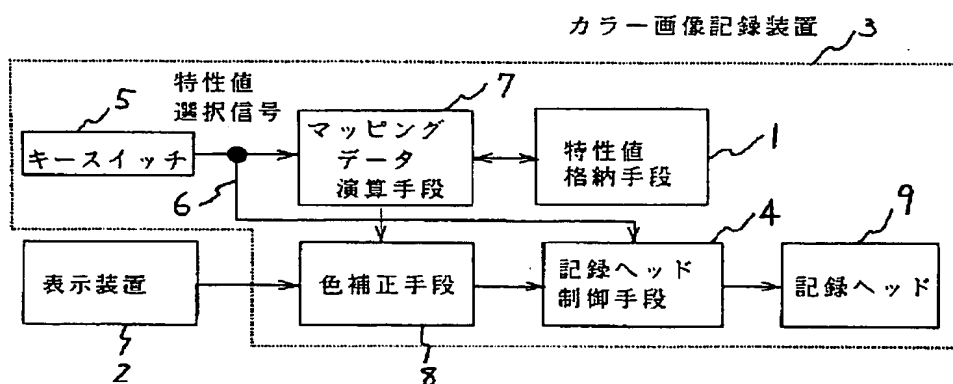 カラー画像記録装置
3
特性値
選択信号
5
キースイッチ
6
7
マッピング
データ
演算手段
特性値
格納手段
1
表示装置
2
色補正手段
8
記録ヘッド
制御手段
4
記録ヘッド
9